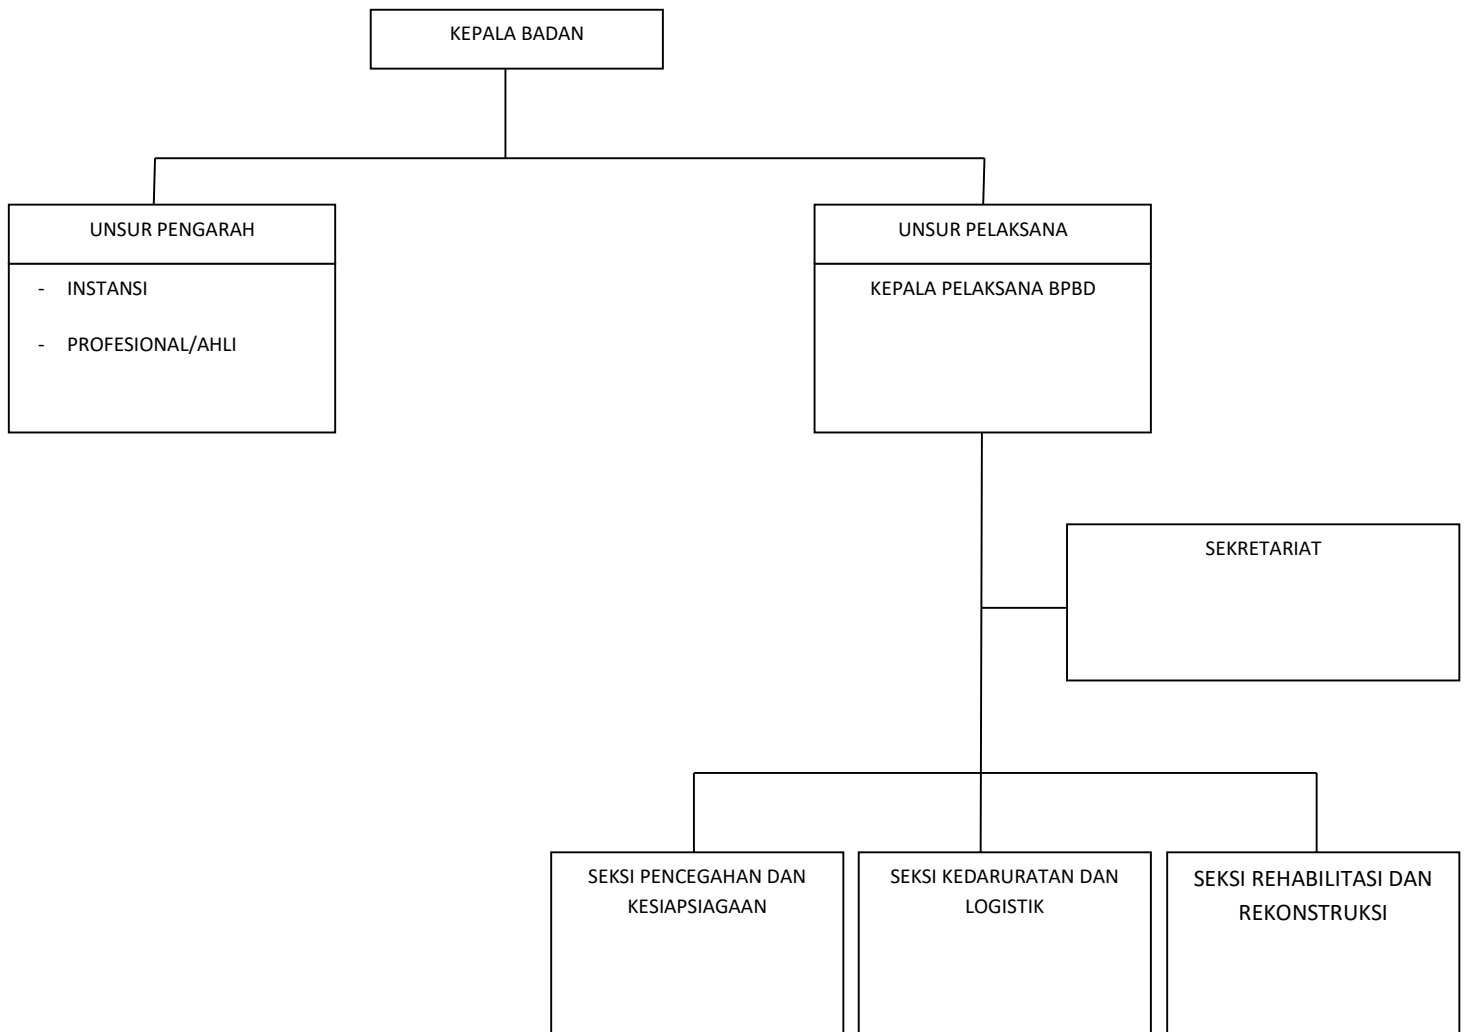 KEPALA BADAN
UNSUR PENGARAH
- INSTANSI
- PROFESIONAL/AHLI
UNSUR PELAKSANA
KEPALA PELAKSANA BPBD
SEKRETARIAT
SEKSI PENCEGAHAN DAN
KESIAPSIAGAAN
SEKSI KEDARURATAN DAN
LOGISTIK
SEKSI REHABILITASI DAN
REKONSTRUKSI